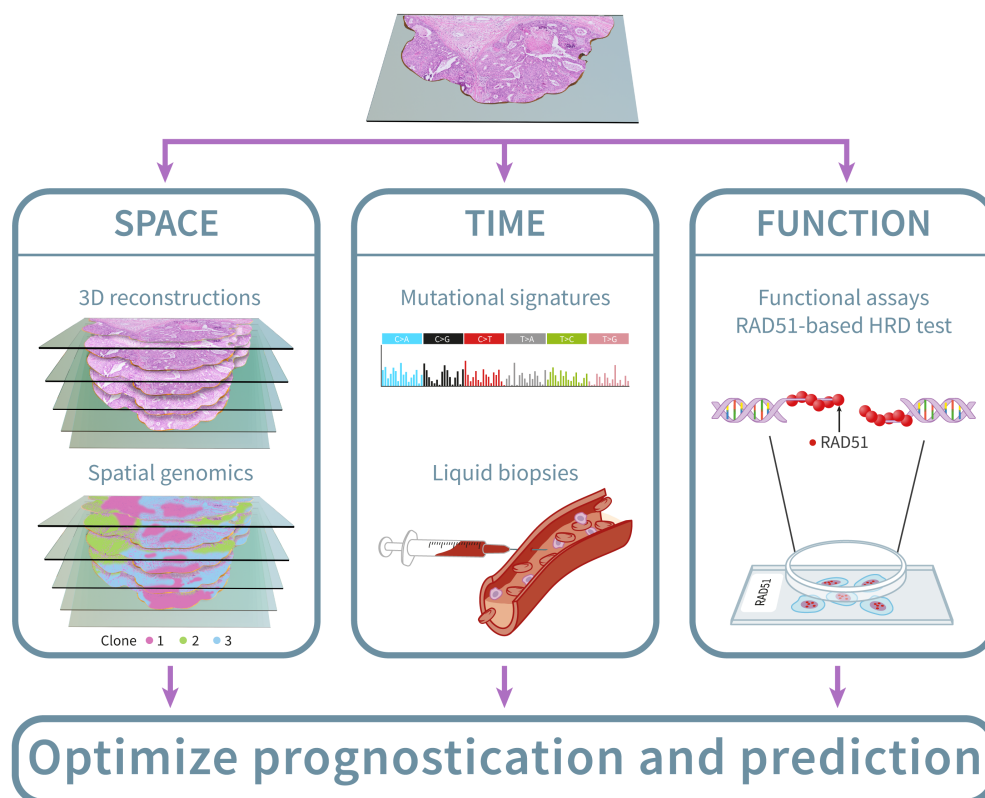 SPACE
3D reconstructions
Spatial genomics
Clone 1 2 3
TIME
Mutational signatures
C>A C>G C>T T>A T>C T>G
Liquid biopsies
FUNCTION
Functional assays
RAD51-based HRD test
RAD51
RAD51
Optimize prognostication and prediction